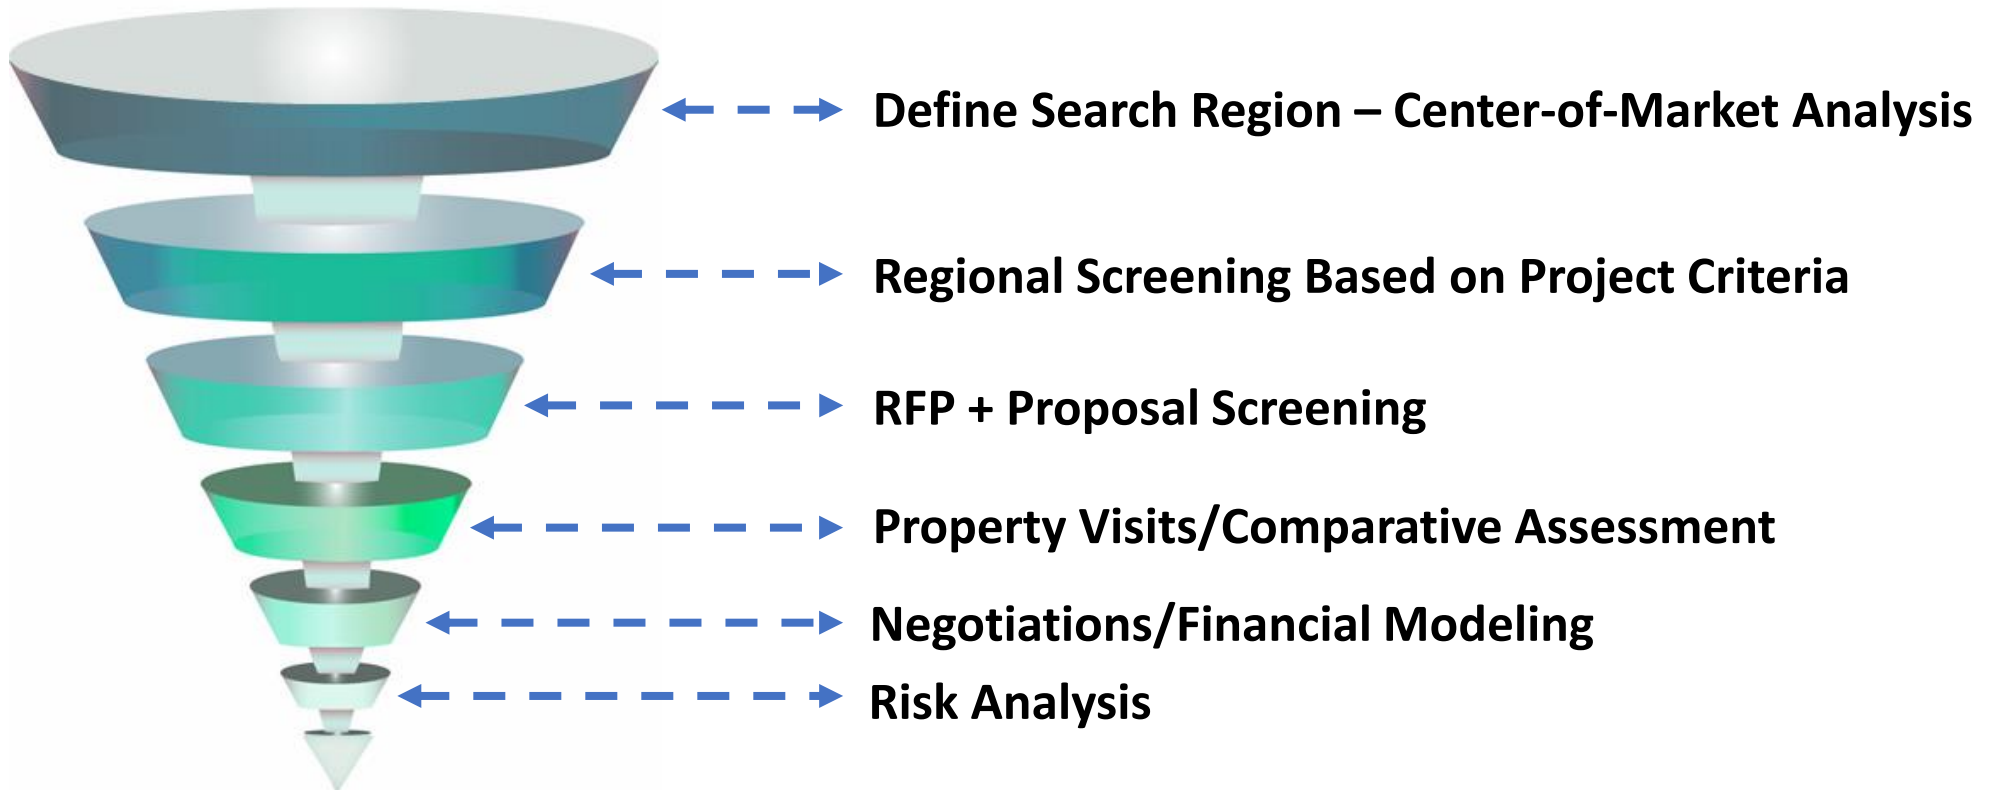 Define Search Region – Center-of-Market Analysis
Regional Screening Based on Project Criteria
RFP + Proposal Screening
Property Visits/Comparative Assessment
Negotiations/Financial Modeling
Risk Analysis